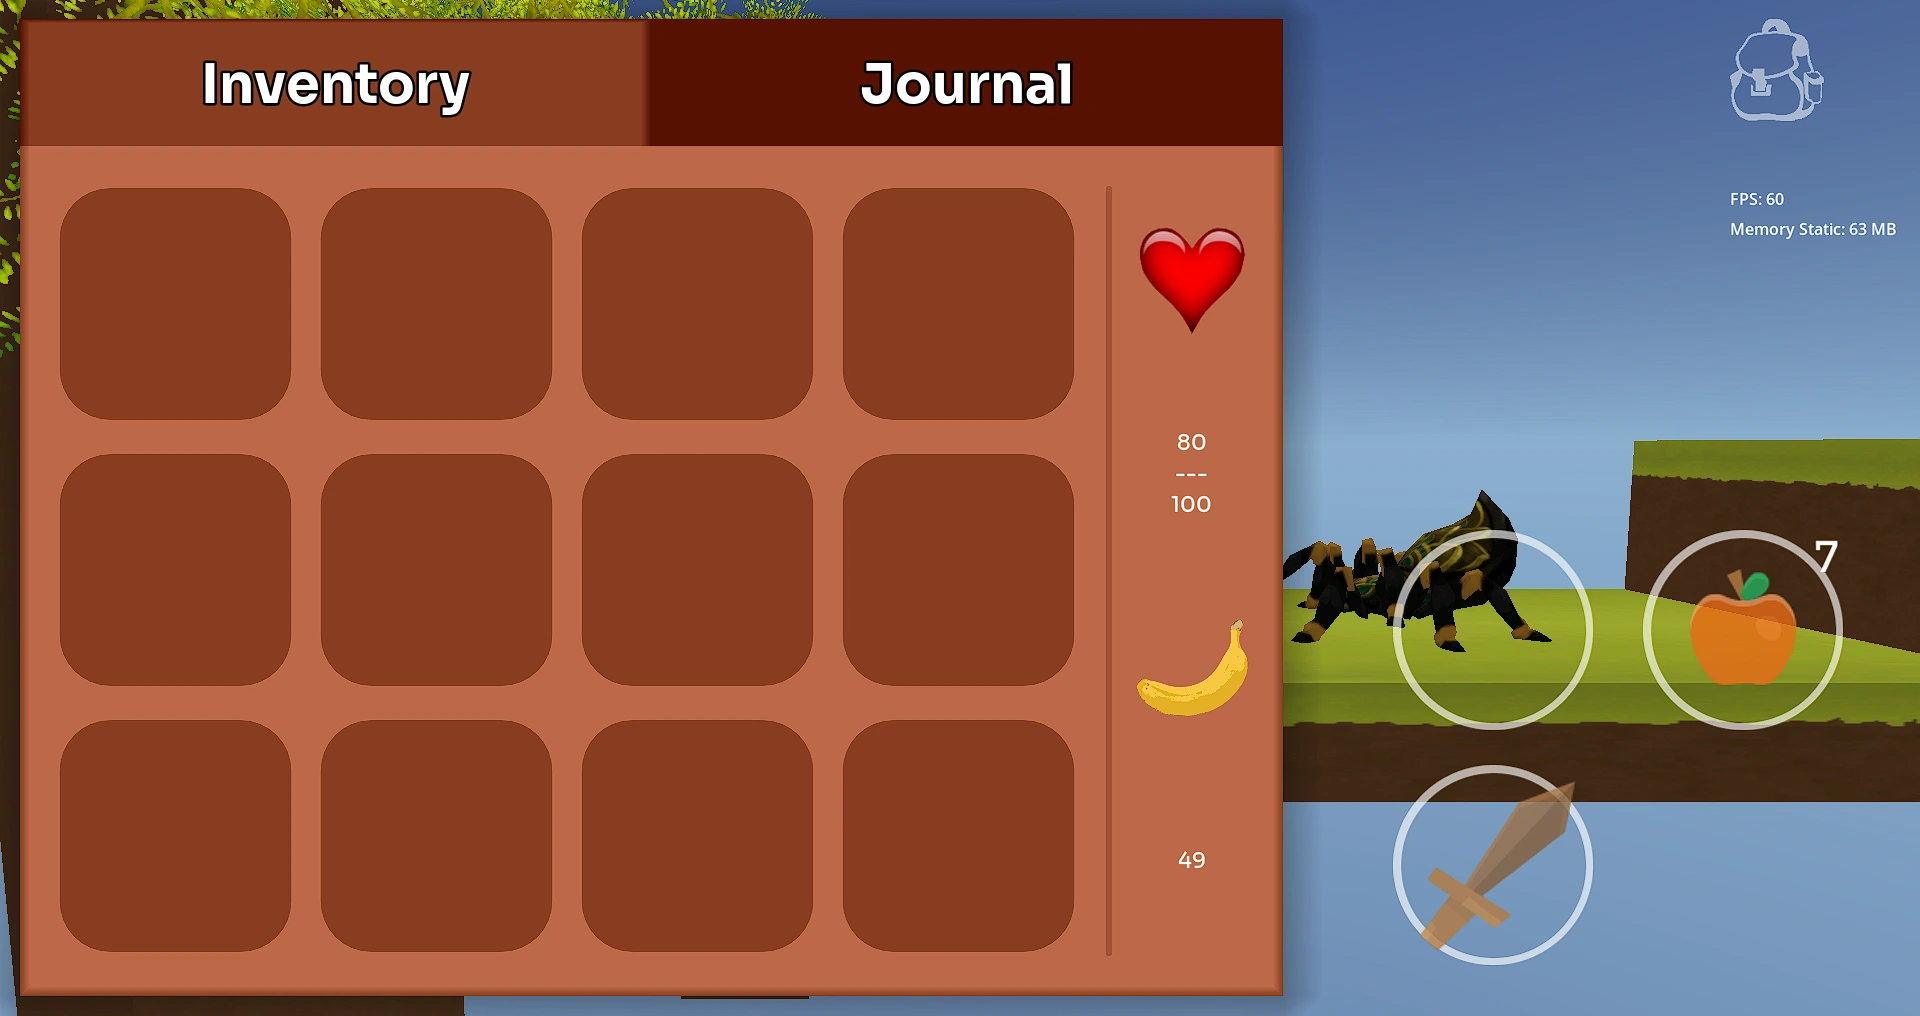 Inventory
Journal
FPS: 60
Memory Static: 63 MB
80
---
100
7
49